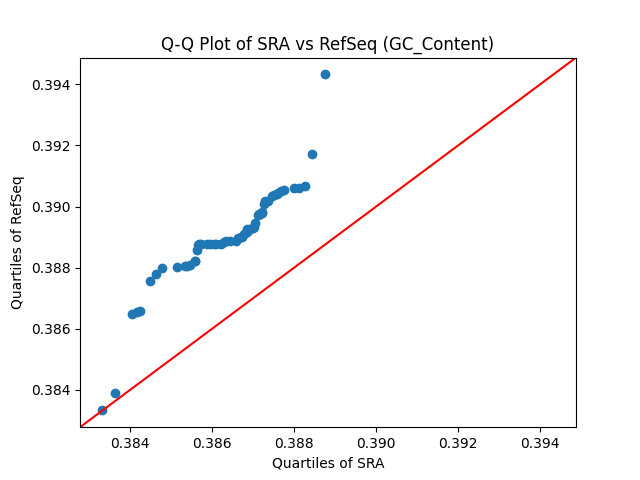 Q-Q Plot of SRA vs RefSeq (GC_Content)
Quartiles of RefSeq
0.394
0.392
0.390
0.388
0.386
0.384
0.384 0.386 0.388 0.390 0.392 0.394
Quartiles of SRA